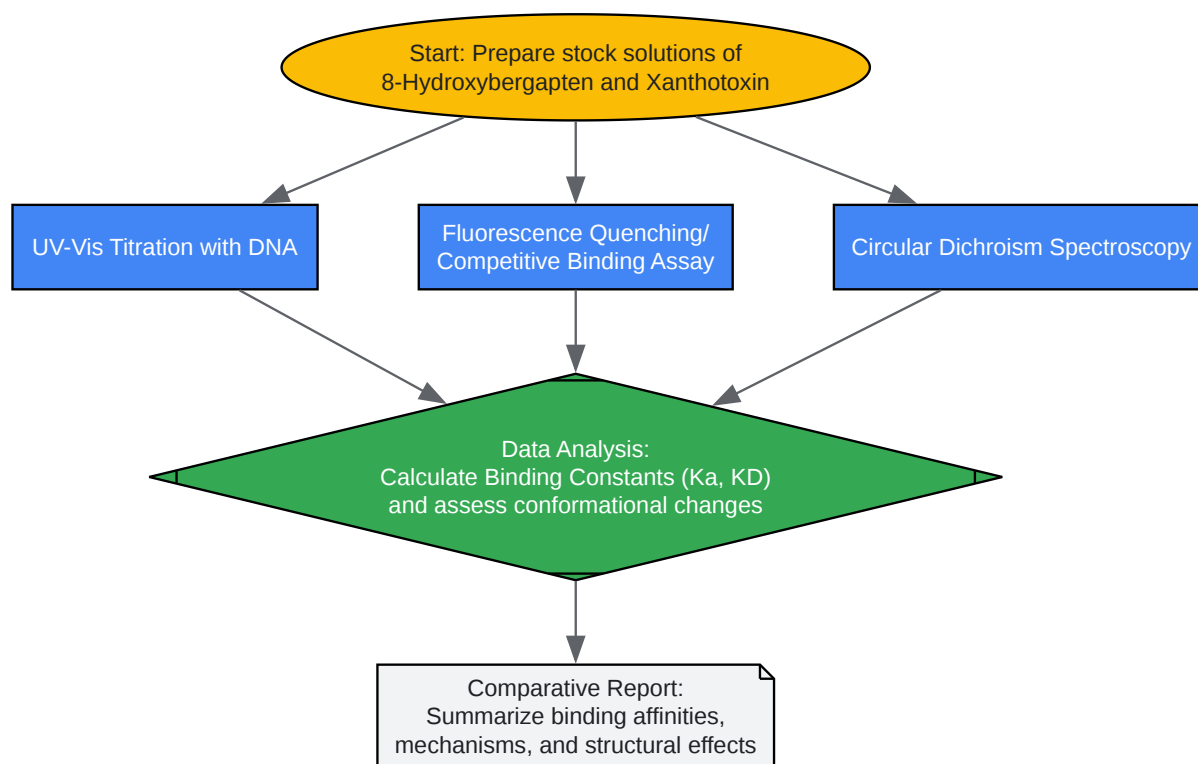 Start: Prepare stock solutions of
8-Hydroxybergapten and Xanthotoxin
UV-Vis Titration with DNA
Fluorescence Quenching/
Competitive Binding Assay
Circular Dichroism Spectroscopy
Data Analysis:
Calculate Binding Constants (Ka, KD)
and assess conformational changes
Comparative Report:
Summarize binding affinities,
mechanisms, and structural effects